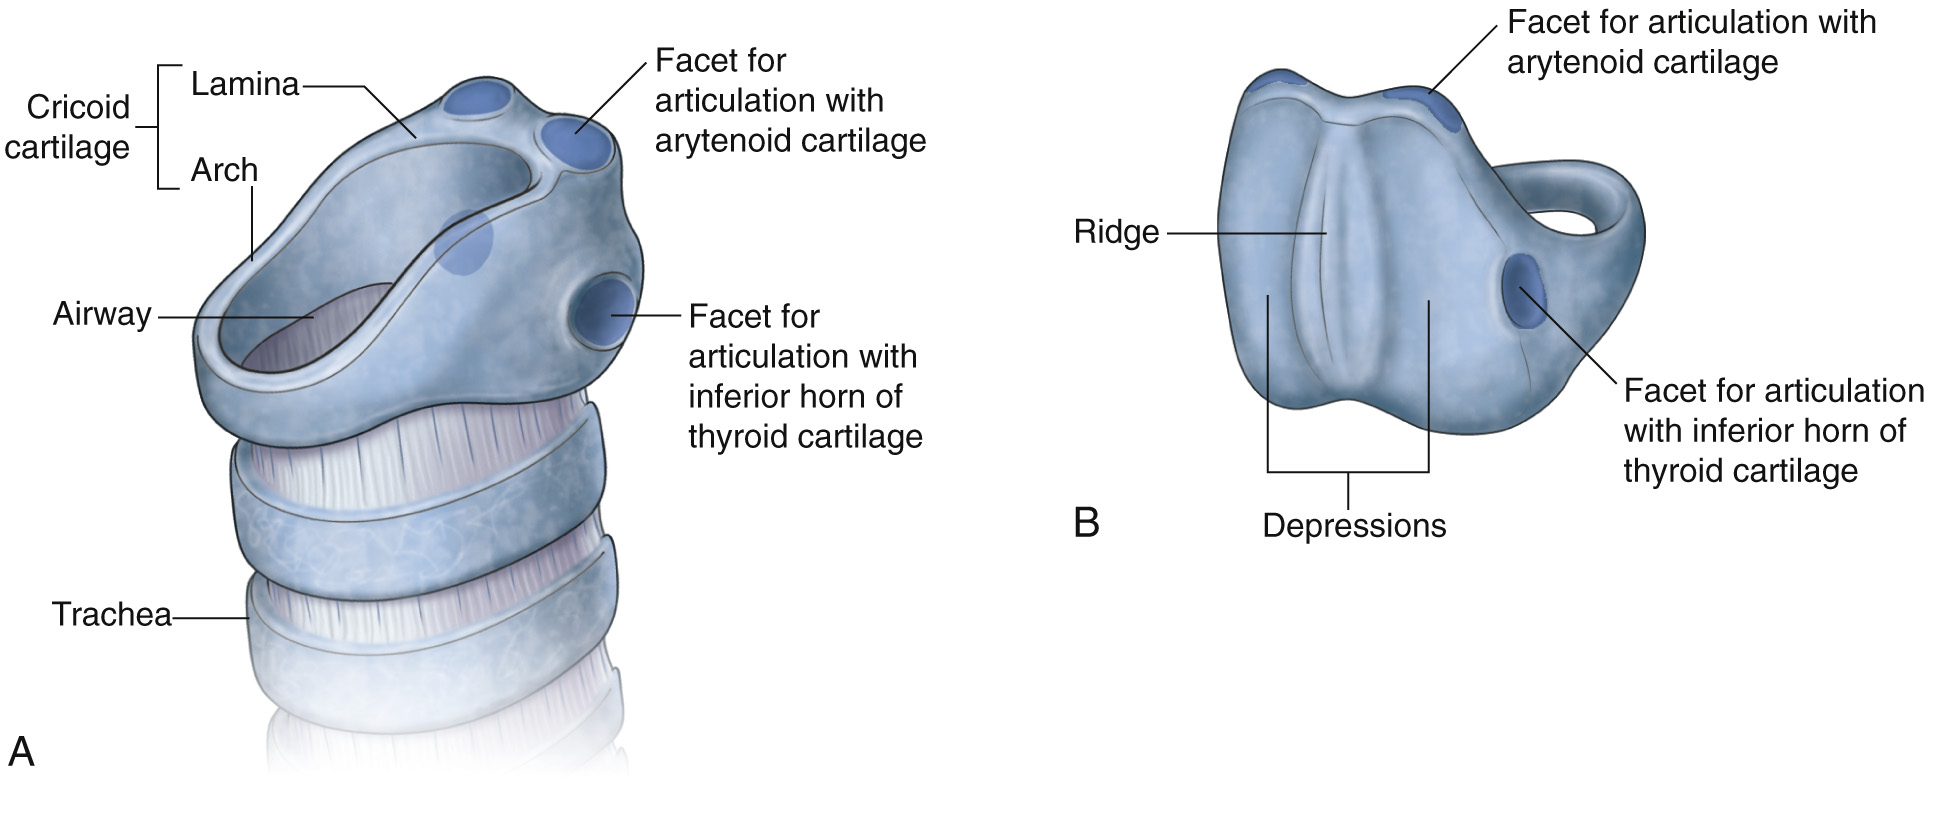 Cricoid
cartilage
Lamina
Arch
Facet for
articulation with
arytenoid cartilage
Airway
Facet for
articulation with
inferior horn of
thyroid cartilage
Trachea
A
Facet for articulation with
arytenoid cartilage
Ridge
Facet for articulation
with inferior horn of
thyroid cartilage
Depressions
B